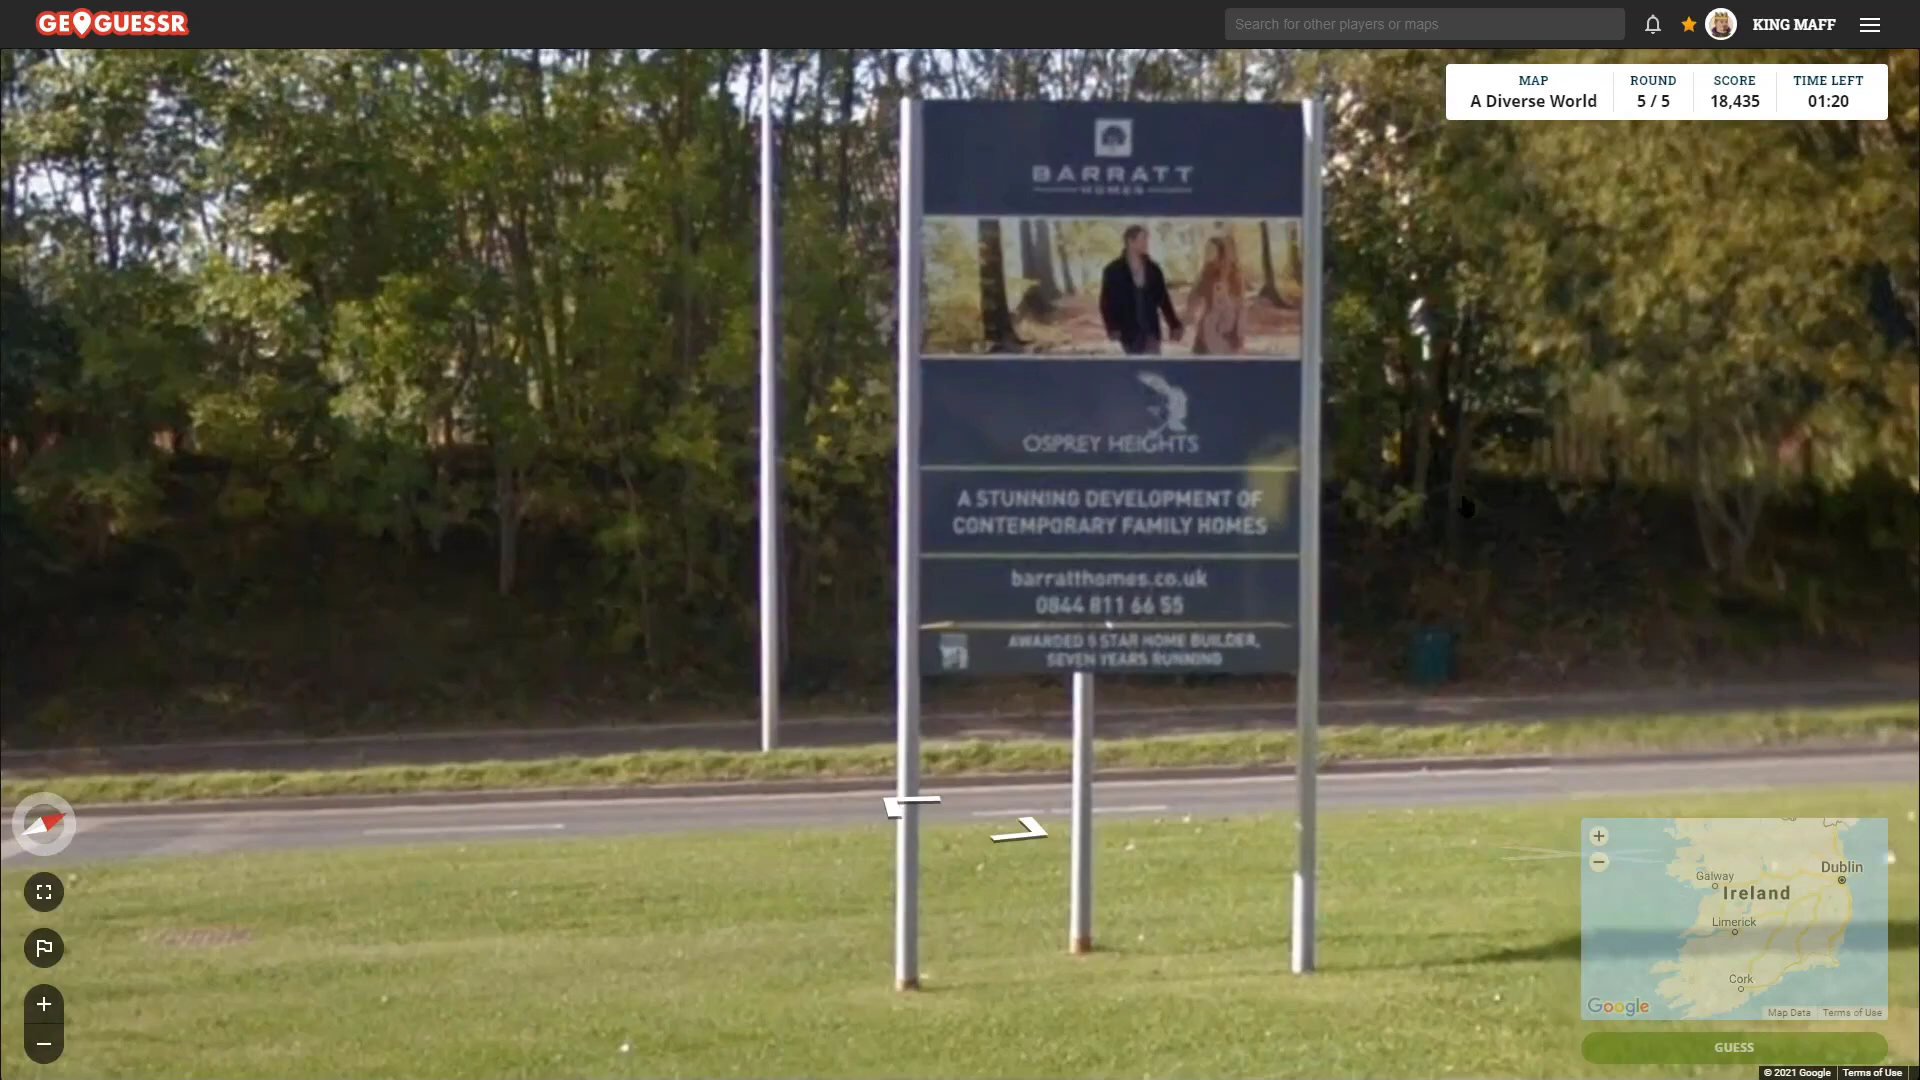 GEOGUESSR
Search for other players or maps
KING MAFF
MAP
A Diverse World
ROUND
5 / 5
SCORE
18,435
TIME LEFT
01:20
BARRATT
HOMES
OSPREY HEIGHTS
A STUNNING DEVELOPMENT OF
CONTEMPORARY FAMILY HOMES
barratthomes.co.uk
0844 811 66 55
AWARDED 5 STAR HOME BUILDER,
SEVEN YEARS RUNNING
Dublin
Galway
Ireland
Limerick
Cork
Google
Map Data
Terms of Use
GUESS
© 2021 Google
Terms of Use